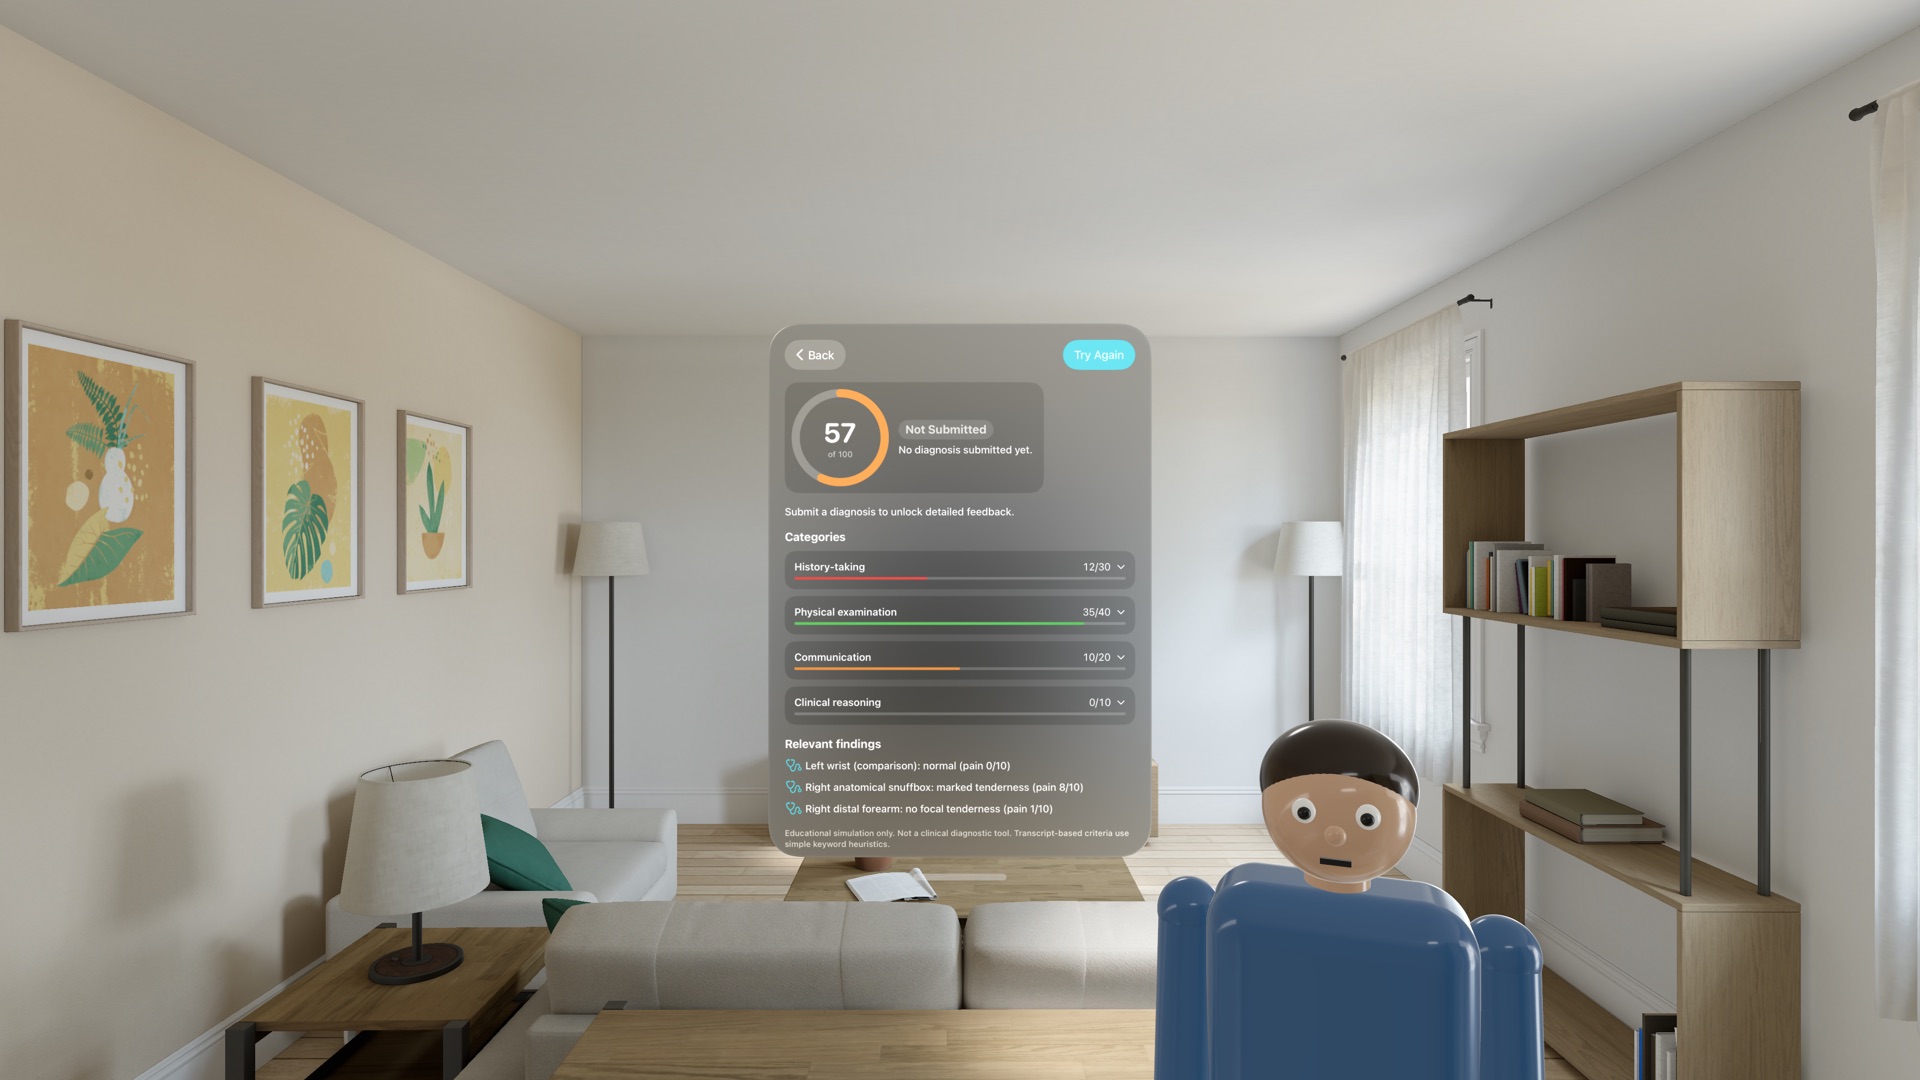 Back
Try Again
57
of 100
Not Submitted
No diagnosis submitted yet.
Submit a diagnosis to unlock detailed feedback.
Categories
History-taking 12/30
Physical examination 35/40
Communication 10/20
Clinical reasoning 0/10
Relevant findings
Left wrist (comparison): normal (pain 0/10)
Right anatomical snuffbox: marked tenderness (pain 8/10)
Right distal forearm: no focal tenderness (pain 1/10)
Educational simulation only. Not a clinical diagnostic tool. Transcript-based criteria use
simple keyword heuristics.